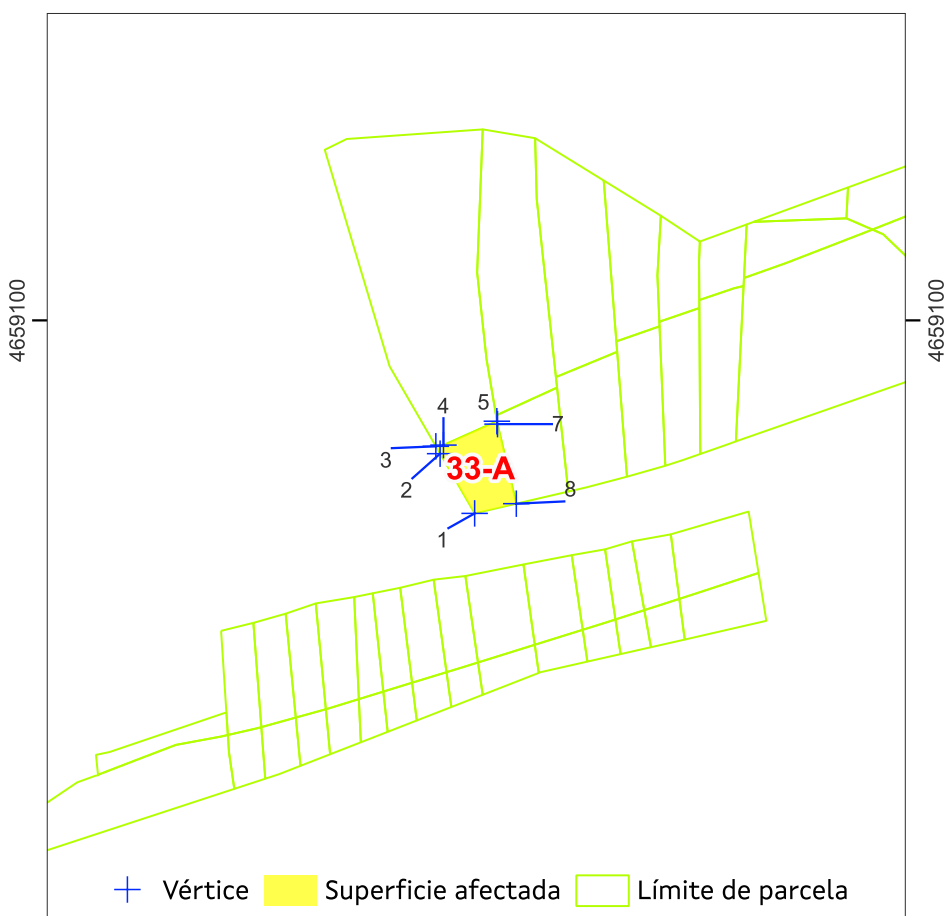 4659100
4659100
4
5
7
3
33-A
2
8
1
Vértice
Superficie afectada
Límite de parcela